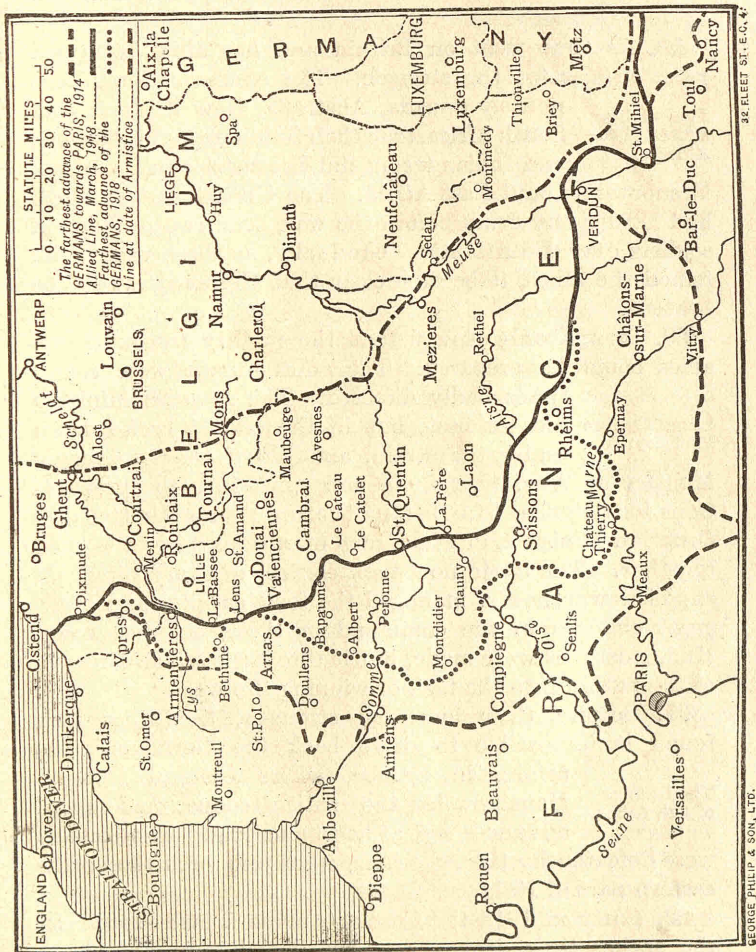 STATUTE MILES
0 10 20 30 40 50
The farthest advance of the
GERMANS towards PARIS, 1914
Allied Line, March, 1918
Farthest advance of the
GERMANS, 1918
Line at date of Armistice
ENGLAND
Dover
STRAIT OF DOVER
Ostend
Bruges
ANTWERP
Dunkerque
Dixmude
Ghent
Scheldt
Calais
Alost
Louvain
BRUSSELS
Ypres
Courtrai
Menin
St. Omer
Boulogne
Armentières
Roubaix
Tournai
LILLE
Lys
La Bassee
BELGIUM
LIEGE
Aix-la
Chapelle
Huy
Spa
Namur
Dinant
Charleroi
Mons
Bethune
Lens
St. Amand
Montreuil
St. Pol
Arras
Douai
Valenciennes
Maubeuge
Avesnes
Doullens
Bapaume
Cambrai
Le Cateau
Le Catelet
Abbeville
Albert
Somme
Peronne
St. Quentin
Dieppe
Amiens
Neufchâteau
LUXEMBURG
Luxemburg
GERMANY
Sedan
Meuse
Montmedy
Mezieres
Thionville
Briey
Metz
Montdidier
Chauny
La Fère
Laon
Aisne
Rethel
Rouen
Beauvais
Compiègne
Oise
Soissons
Senlis
Rheims
FRANCE
VERDUN
St. Mihiel
Seine
PARIS
Versailles
Meaux
Chateau
Thierry
Marne
Epernay
Châlons
sur-Marne
Vitry
Bar-le-Duc
Toul
Nancy
GEORGE PHILIP & SON, LTD.
32, FLEET ST. E.C.4